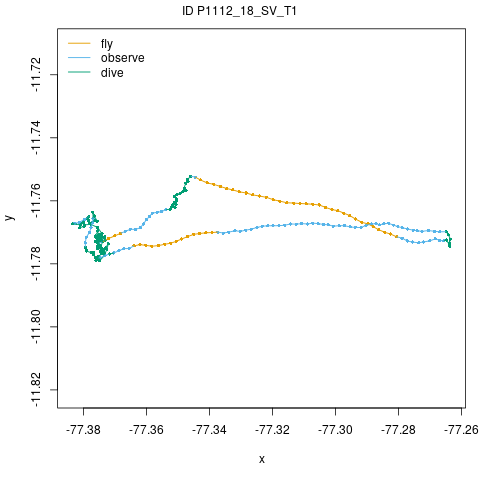 ID P1112_18_SV_T1
fly
observe
dive
-11.72
-11.74
-11.76
-11.78
-11.80
-11.82
y
-77.38
-77.36
-77.34
-77.32
-77.30
-77.28
-77.26
x